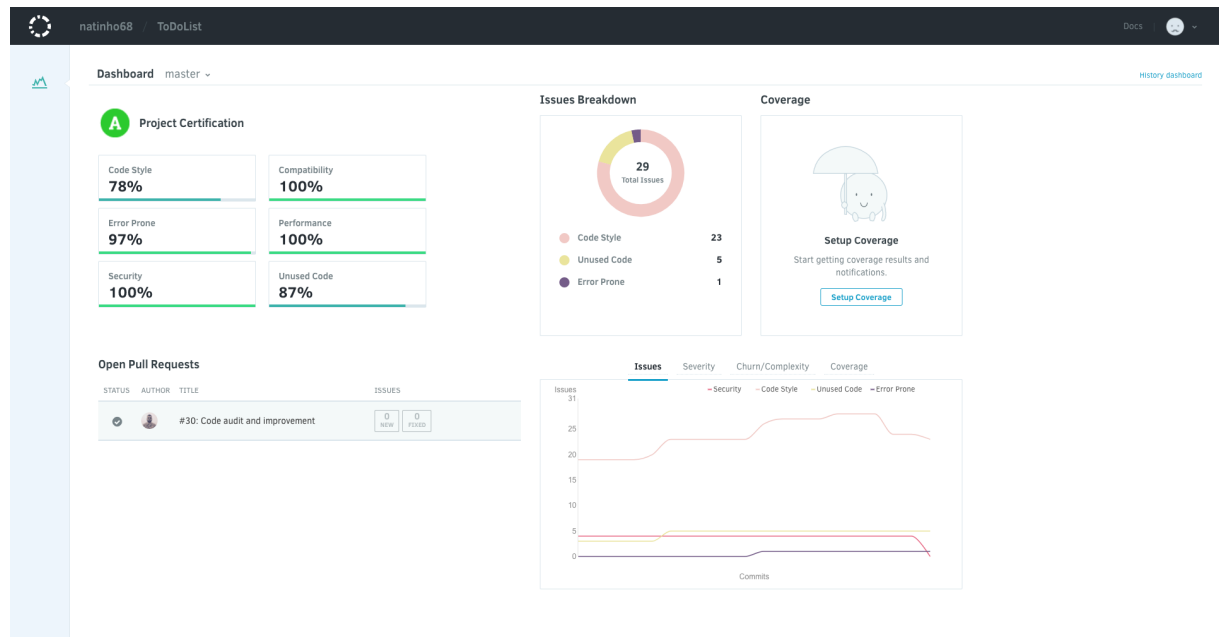 natinho68 / ToDoList
Docs
Dashboard master
History dashboard
A Project Certification
Code Style
78%
Compatibility
100%
Error Prone
97%
Performance
100%
Security
100%
Unused Code
87%
Issues Breakdown
29
Total Issues
Code Style 23
Unused Code 5
Error Prone 1
Coverage
Setup Coverage
Start getting coverage results and
notifications.
Setup Coverage
Open Pull Requests
STATUS AUTHOR TITLE ISSUES
#30: Code audit and improvement
0 NEW
0 FIXED
Issues Severity Churn/Complexity Coverage
Issues
Security Code Style Unused Code Error Prone
31
25
20
15
10
5
0
Commits